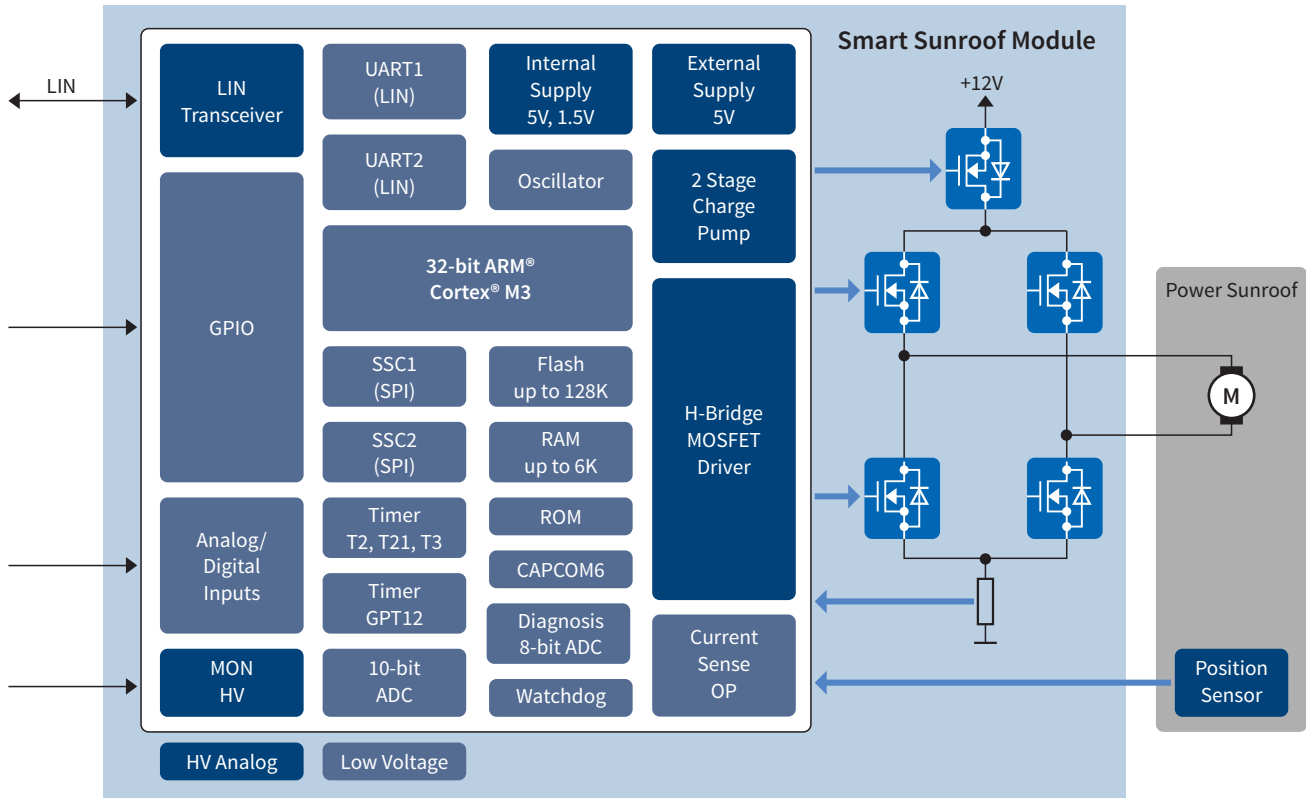 Smart Sunroof Module
LIN
LIN
Transceiver
GPIO
Analog/
Digital
Inputs
MON
HV
UART1
(LIN)
UART2
(LIN)
Internal
Supply
5V, 1.5V
Oscillator
External
Supply
5V
2 Stage
Charge
Pump
32-bit ARM®
Cortex® M3
SSC1
(SPI)
SSC2
(SPI)
Timer
T2, T21, T3
Timer
GPT12
10-bit
ADC
Flash
up to 128K
RAM
up to 6K
ROM
CAPCOM6
Diagnosis
8-bit ADC
Watchdog
H-Bridge
MOSFET
Driver
Current
Sense
OP
+12V
Power Sunroof
M
Position
Sensor
HV Analog
Low Voltage